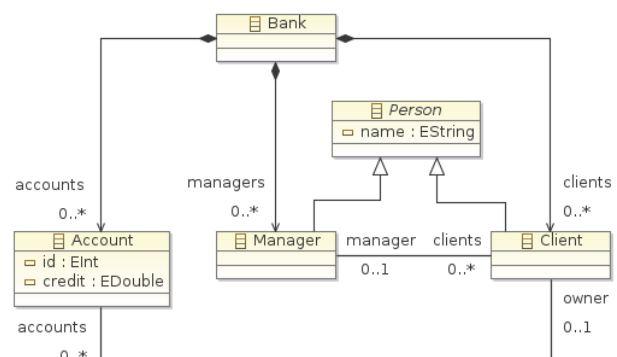 Bank
Person
name : EString
accounts
0..*
managers
0..*
clients
0..*
Account
id : EInt
credit : EDouble
Manager
manager
0..1
clients
0..*
Client
accounts
0..*
owner
0..1